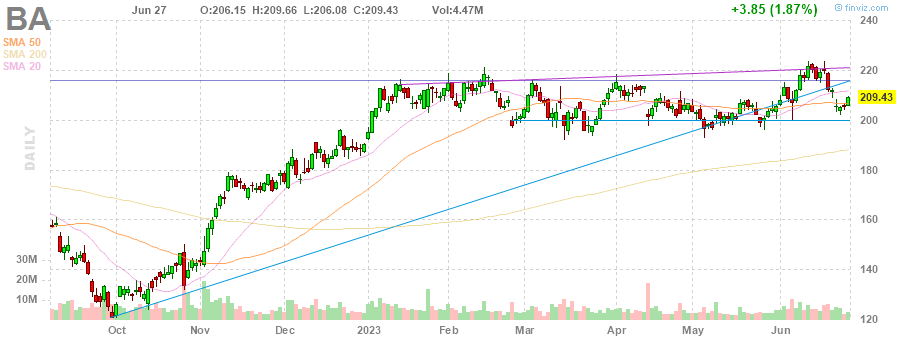 BA Jun 27 O:206.15 H:209.66 L:206.08 C:209.43 Vol:4.47M +3.85 (1.87%) © finviz.com
SMA 50
SMA 200
SMA 20
DAILY
240
220
209.43
200
180
160
140
120
30M
20M
10M
Oct Nov Dec 2023 Feb Mar Apr May Jun